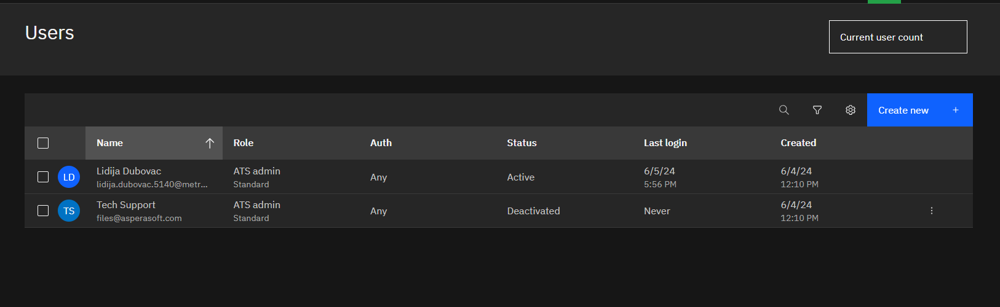 Users
Current user count
Create new
Name Role Auth Status Last login Created
LD Lidija Dubovac ATS admin Any Active 6/5/24 6/4/24
lidija.dubovac.5140@metr... Standard 5:56 PM 12:10 PM
TS Tech Support ATS admin Any Deactivated Never 6/4/24
files@asperasoft.com Standard 12:10 PM